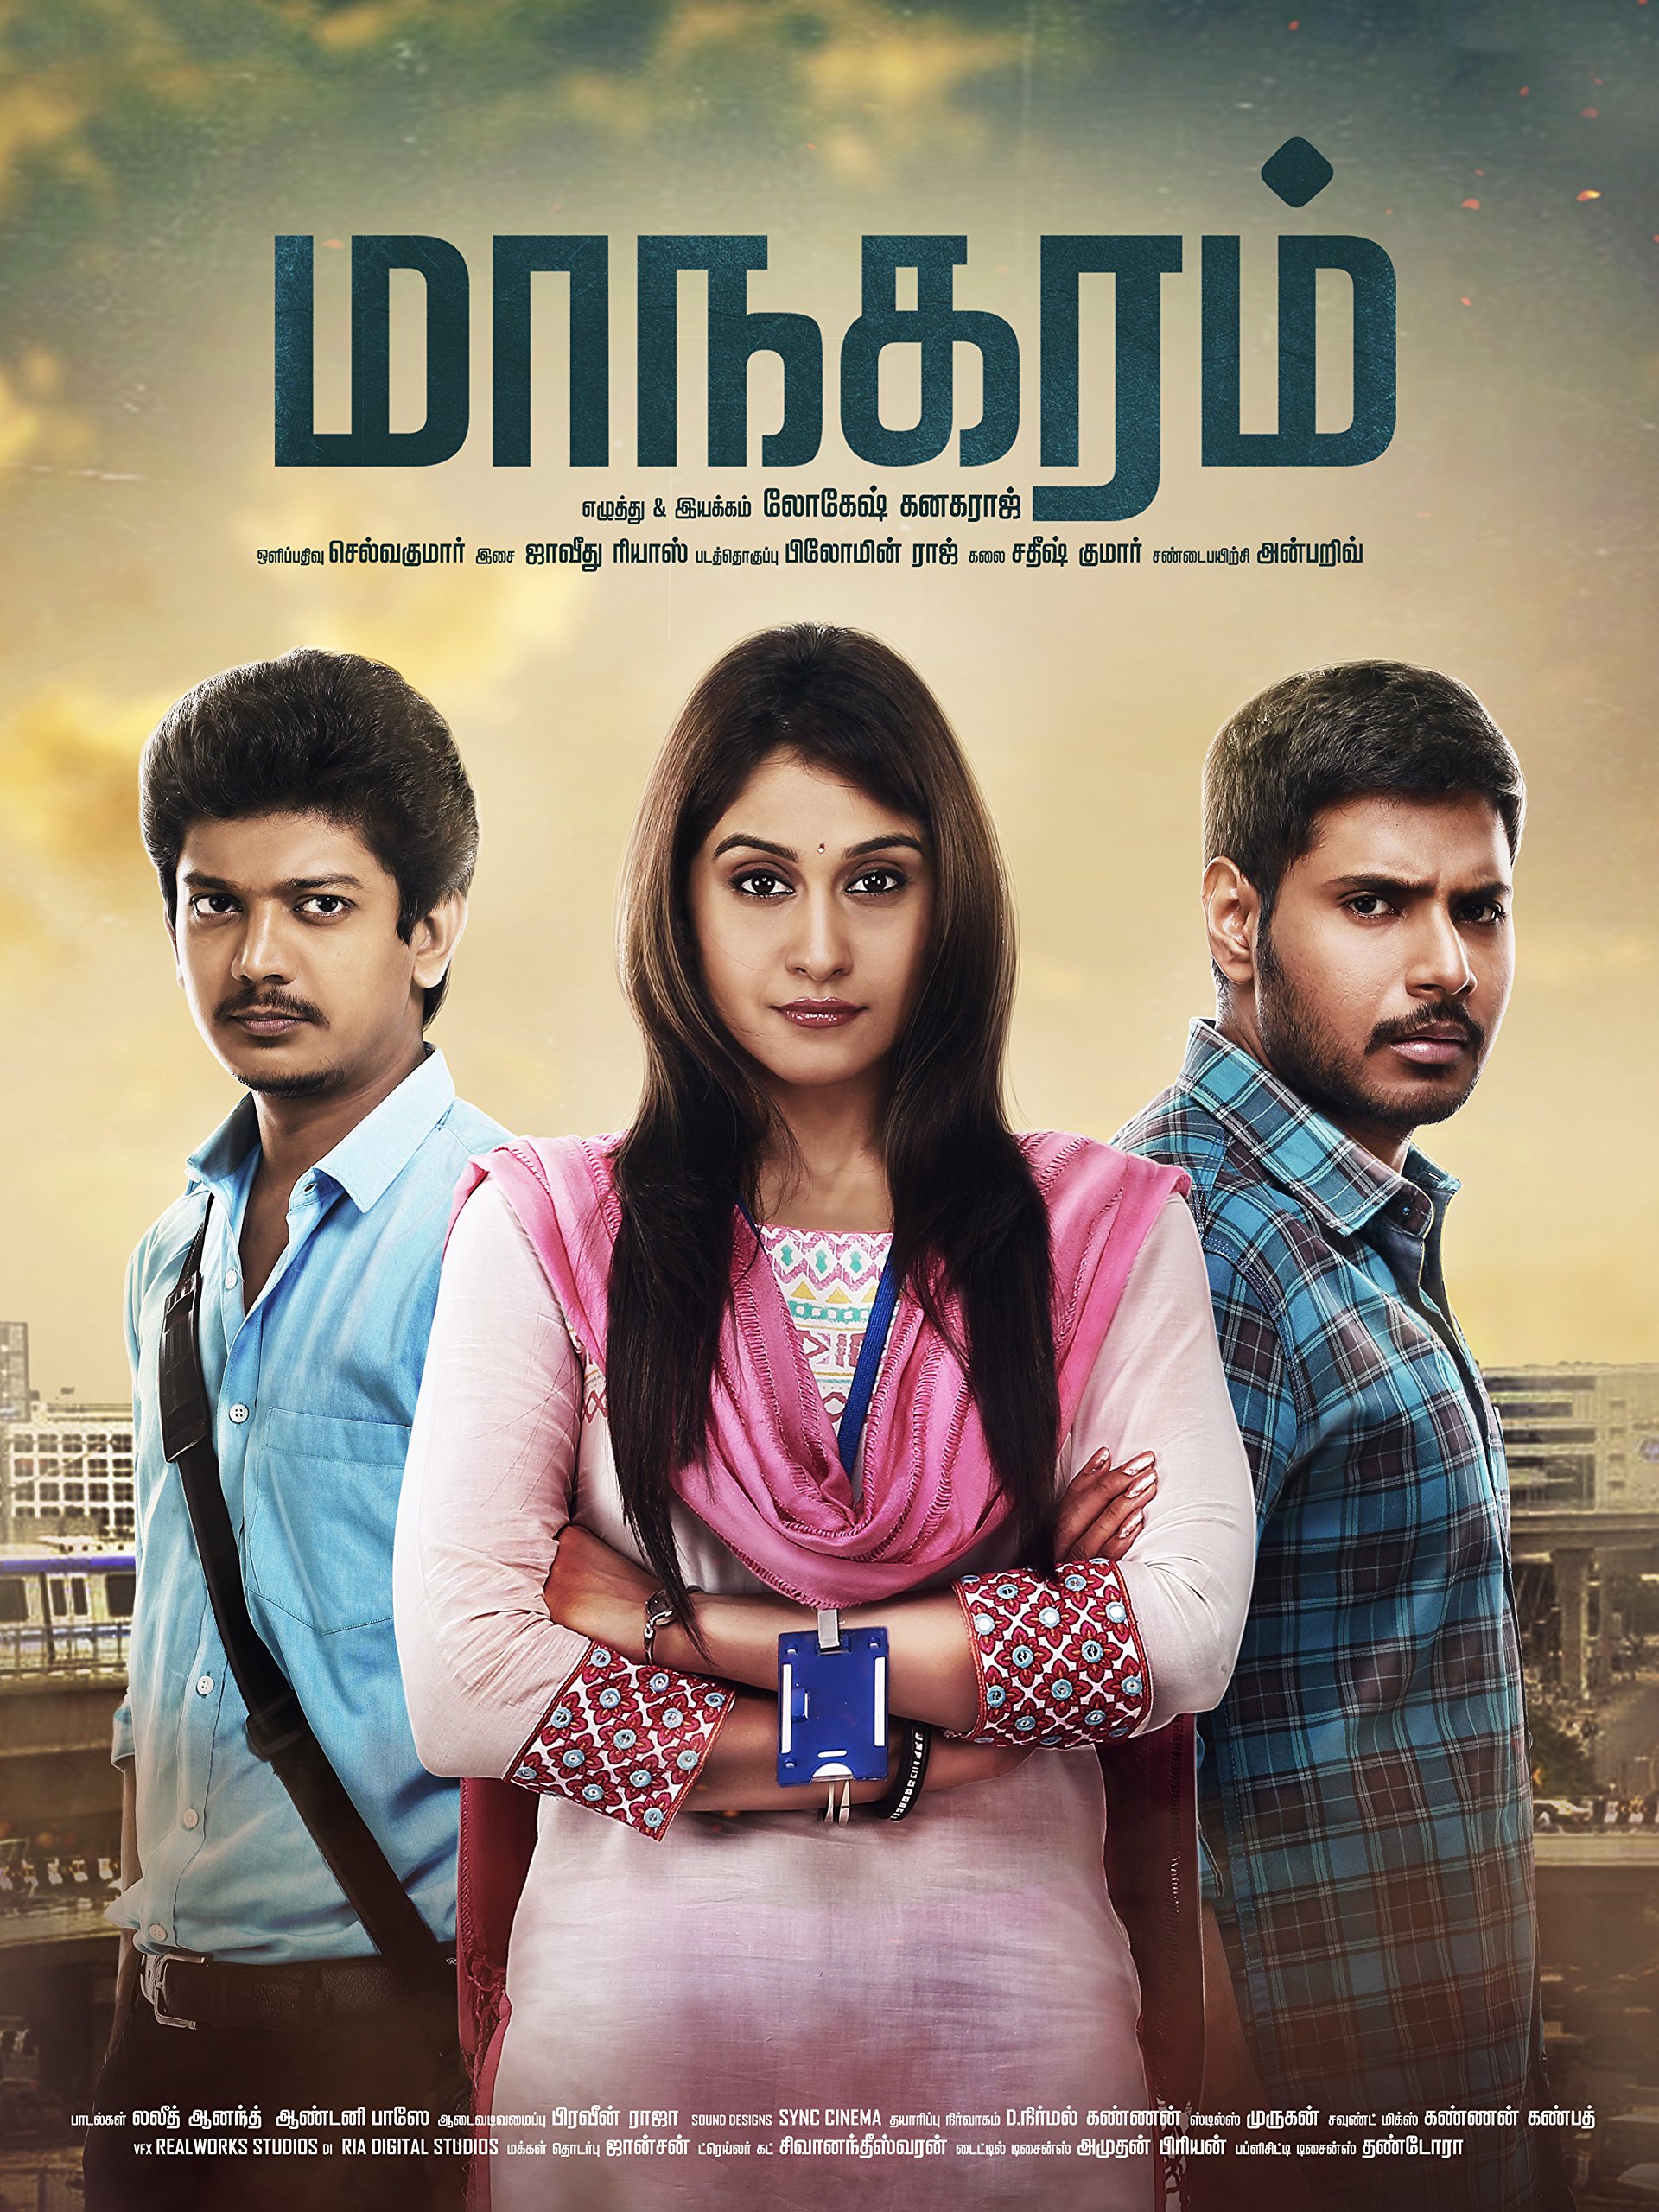 மாநகரம்
எழுத்து & இயக்கம் லோகேஷ் கனகராஜ்
ஒளிப்பதிவு செல்வகுமார் இசை ஜாவீது ரியாஸ் படத்தொகுப்பு பிலோமின் ராஜ் கலை சதீஷ் குமார் சண்டைபயிற்சி அன்பறிவ்
பாடல்கள் லலீத் ஆனந்த் ஆண்டனி பாஸே ஆடைவடிவமைப்பு பிரவீன் ராஜா SOUND DESIGNS SYNC CINEMA தயாரிப்பு நிர்வாகம் D.நிர்மல் கண்ணன் ஸ்டில்ஸ் முருகன் சவுண்ட் மிக்ஸ் கண்ணன் கண்பத்
VFX REALWORKS STUDIOS DI RIA DIGITAL STUDIOS மக்கள் தொடர்பு ஜான்சன் ட்ரெய்லர் கட் சிவானந்தீஸ்வரன் டைட்டில் டிசைன்ஸ் அமுதன் பிரியன் பப்ளிசிட்டி டிசைன்ஸ் தண்டோரா